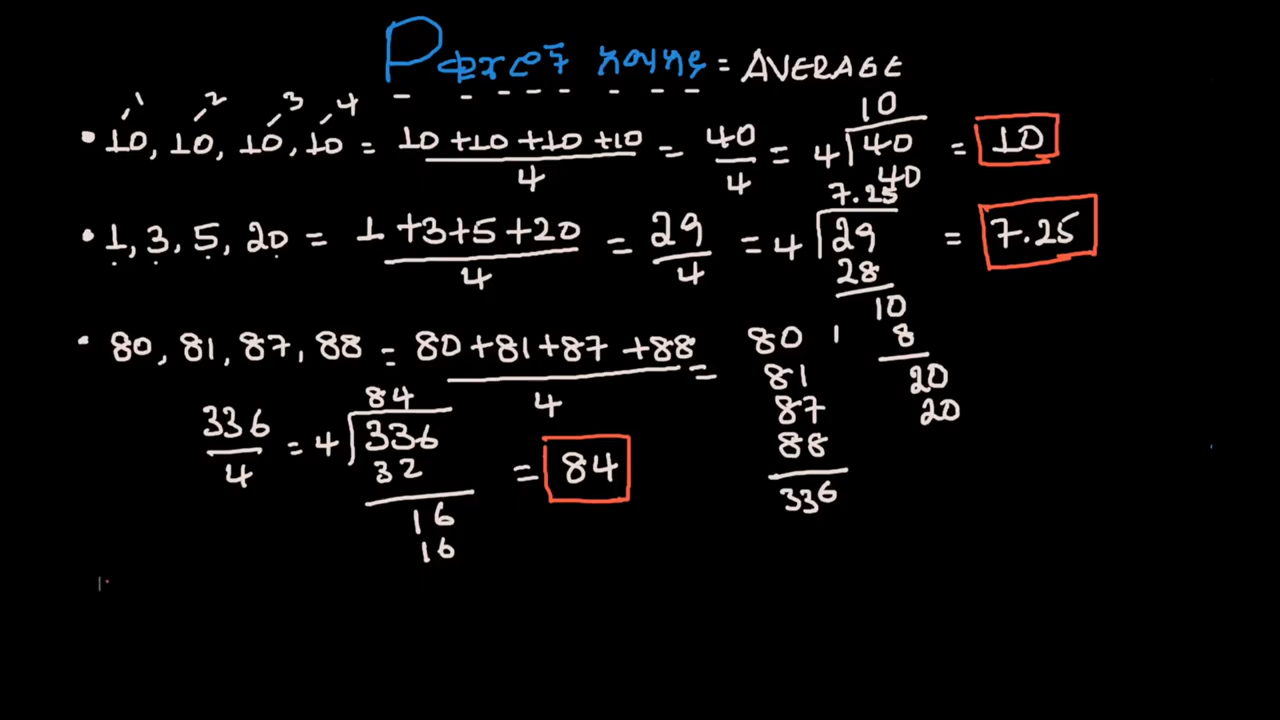 = AVERAGE
1 2 3 4
10, 10, 10, 10 = 10 +10 +10 +10 / 4 = 40 / 4 = 4 √40 = 10
10
40
1, 3, 5, 20 = 1 +3+5+20 / 4 = 29 / 4 = 4 √29 = 7.25
7.25
28
10
8
20
20
80, 81, 87, 88 = 80 +81+87 +88 / 4 =
80
81
87
88
336
336 / 4 = 4 √336 = 84
84
32
16
16